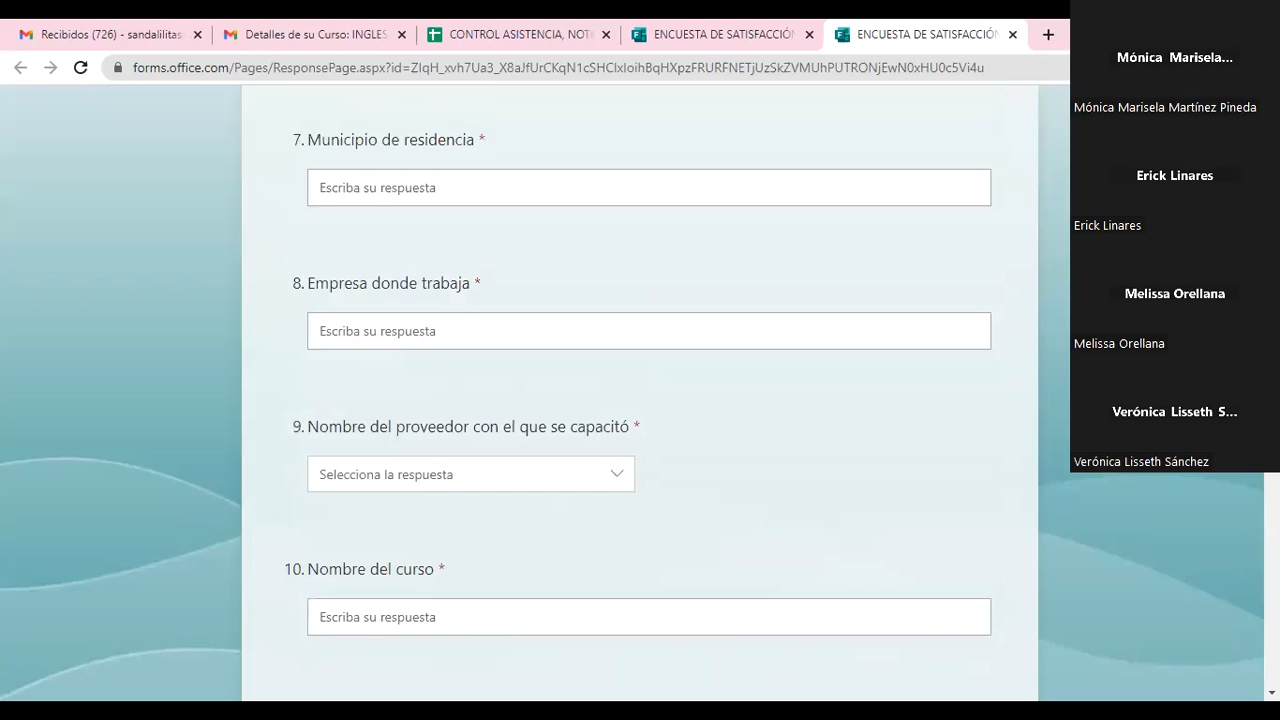 Recibidos (726) - sandalilitas
Detalles de su Curso: INGLES
CONTROL ASISTENCIA, NOT
ENCUESTA DE SATISFACCIÓN
ENCUESTA DE SATISFACCIÓN
forms.office.com/Pages/ResponsePage.aspx?id=ZIqH_xvh7Ua3_X8aJfUrCKqN1cSHClxIoihBqHXpzFRURFNETjUzSkZVMUhPUTRONjEwN0xHU0c5Vi4u
7. Municipio de residencia *
Escriba su respuesta
8. Empresa donde trabaja *
Escriba su respuesta
9. Nombre del proveedor con el que se capacitó *
Selecciona la respuesta
10. Nombre del curso *
Escriba su respuesta
Mónica Marisela...
Mónica Marisela Martínez Pineda
Erick Linares
Erick Linares
Melissa Orellana
Melissa Orellana
Verónica Lisseth S...
Verónica Lisseth Sánchez